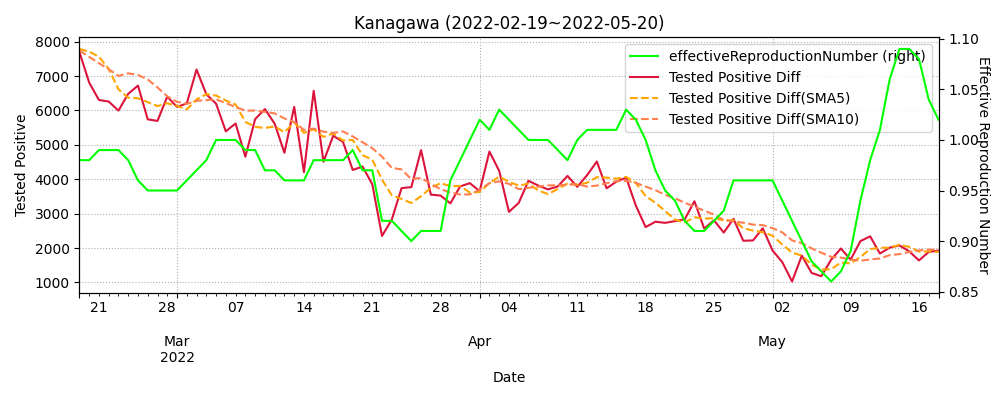 Kanagawa (2022-02-19~2022-05-20)
8000
7000
6000
5000
4000
3000
2000
1000
Tested Positive
effectiveReproductionNumber (right)
Tested Positive Diff
Tested Positive Diff(SMA5)
Tested Positive Diff(SMA10)
1.10
1.05
1.00
0.95
0.90
0.85
Effective Reproduction Number
21 28 07 14 21 28 04 11 18 25 02 09 16
Mar Apr May
2022
Date